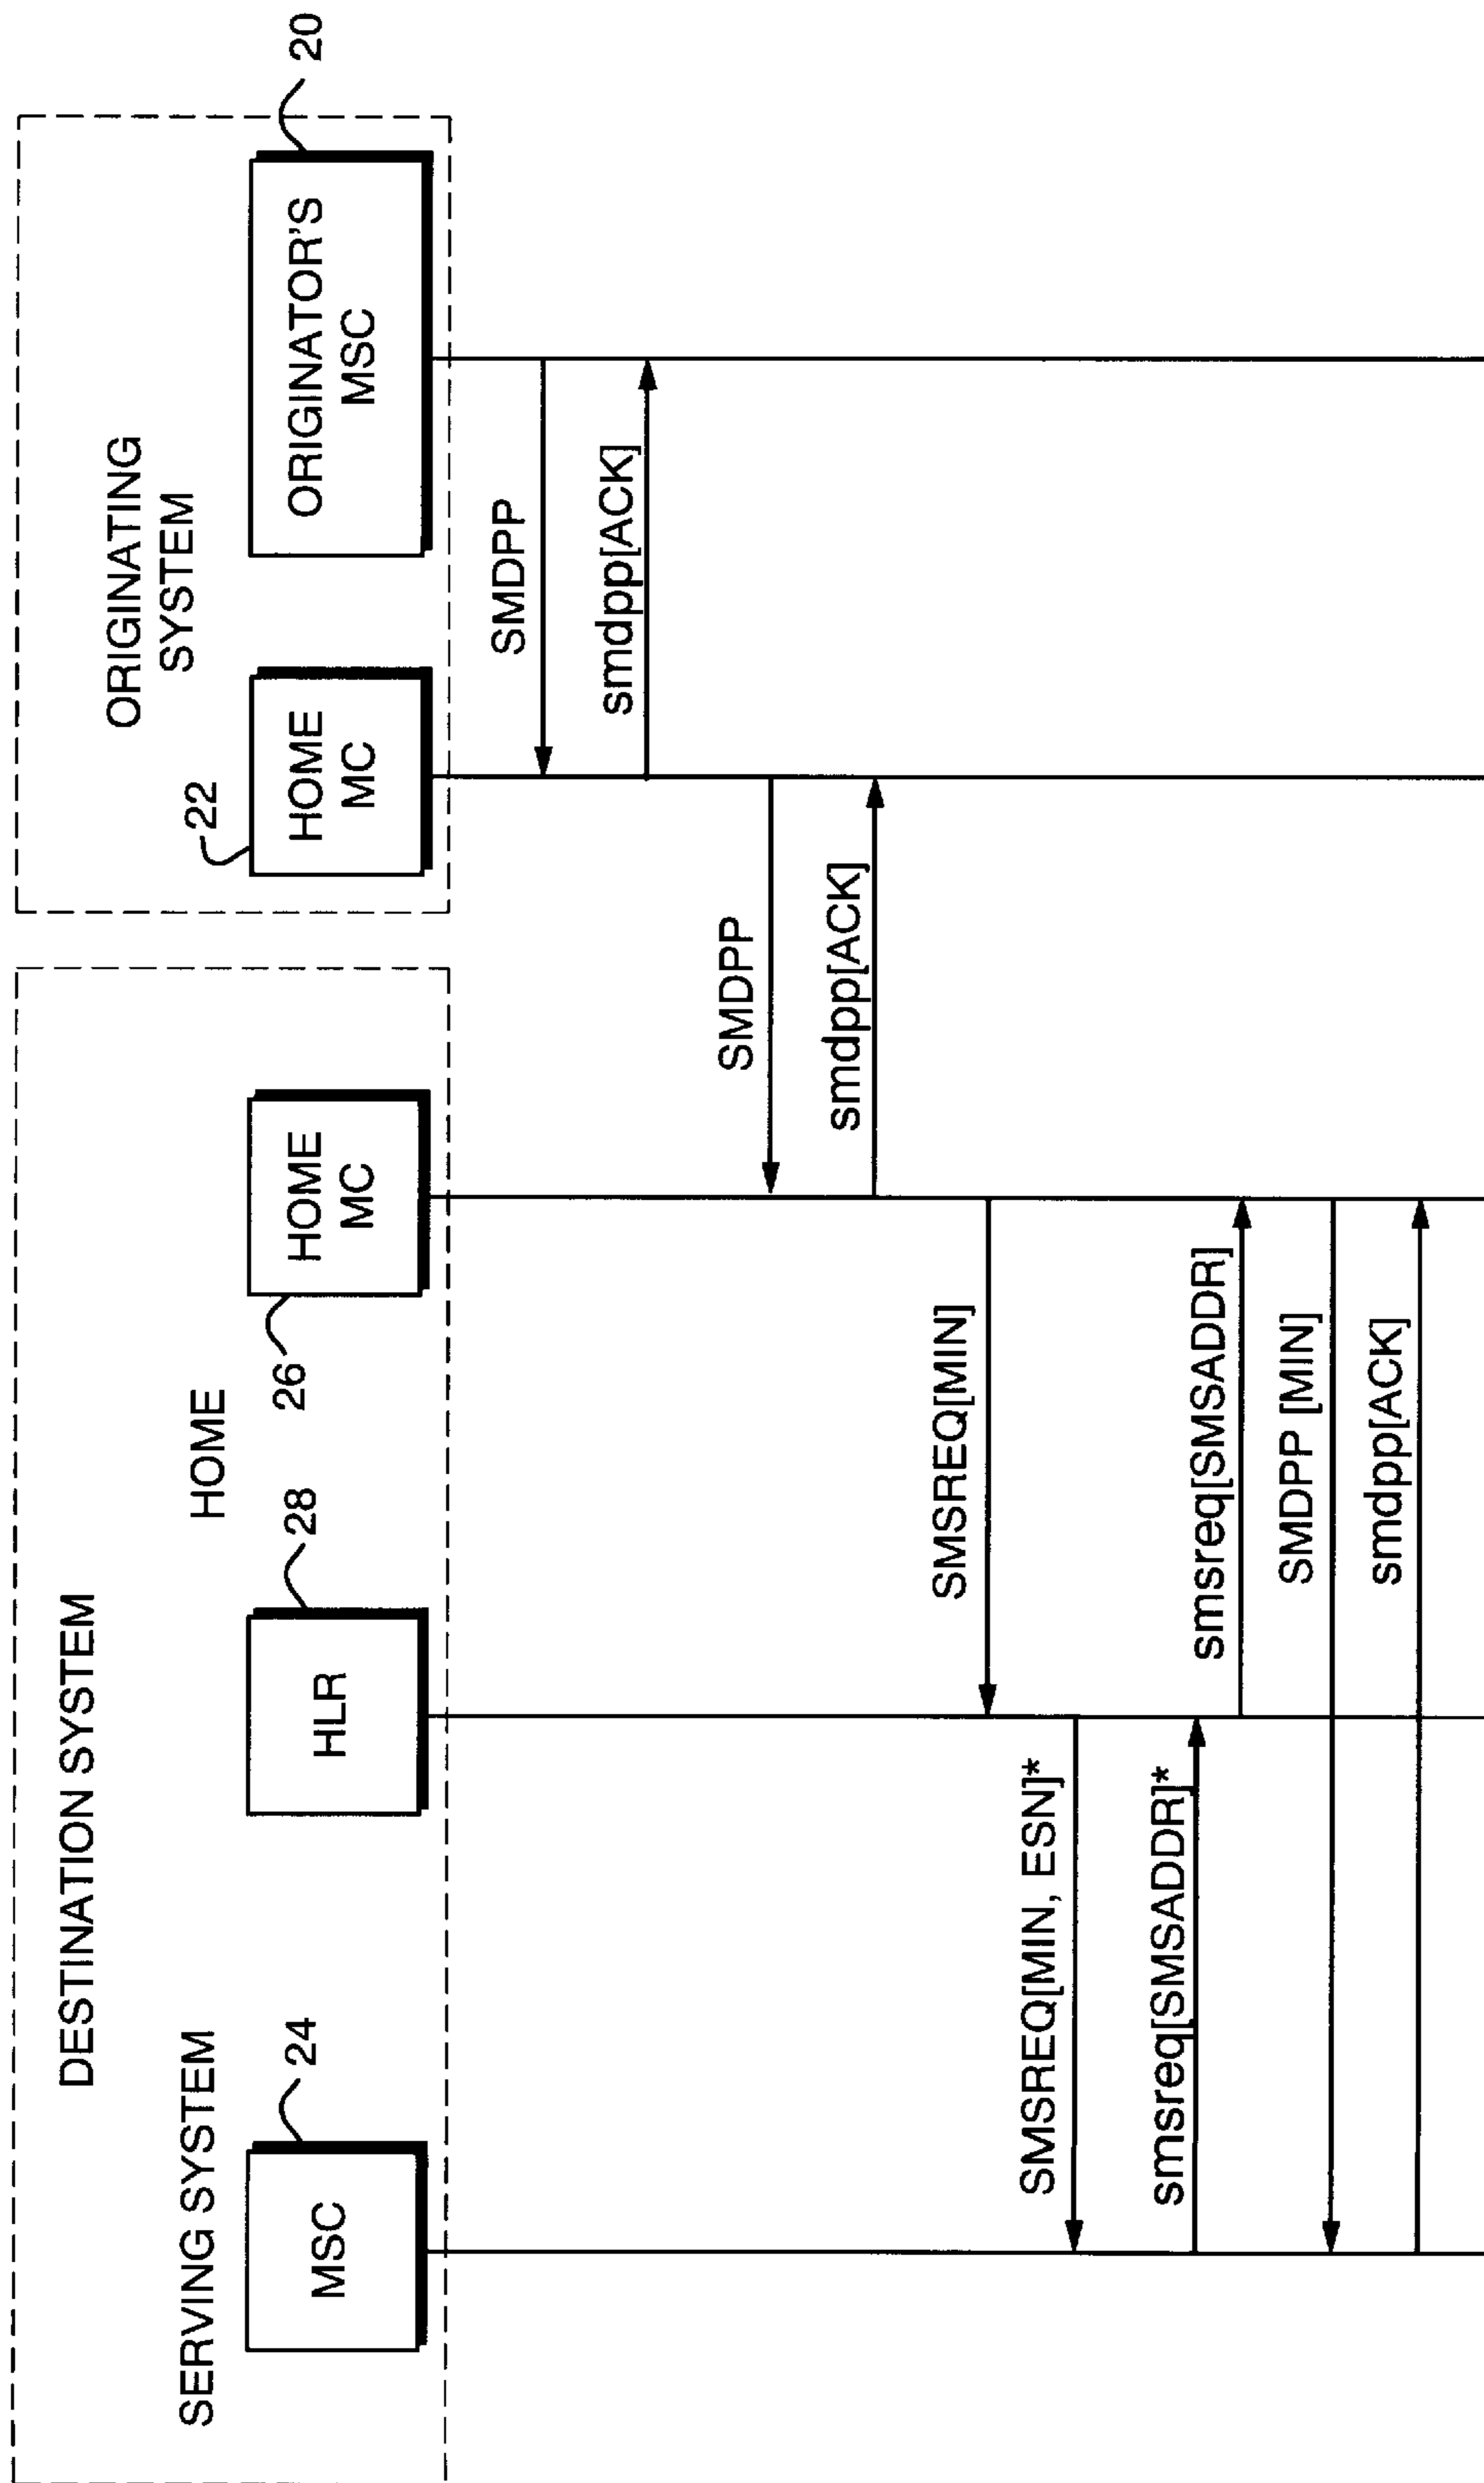 DESTINATION SYSTEM
SERVING SYSTEM
HOME
ORIGINATING
SYSTEM
24
28
26
22
20
MSC
HLR
HOME
MC
HOME
MC
ORIGINATOR'S
MSC
SMDPP
smdpp[ACK]
SMDPP
smdpp[ACK]
SMSREQ[MIN]
SMSREQ[MIN, ESN]*
smsreq[SMSADDR]*
smsreq[SMSADDR]
SMDPP [MIN]
smdpp[ACK]